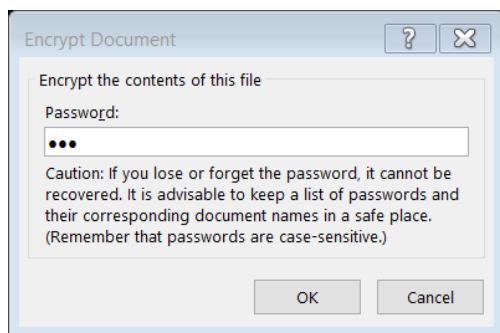 Encrypt Document
Encrypt the contents of this file
Password:
●●●
Caution: If you lose or forget the password, it cannot be
recovered. It is advisable to keep a list of passwords and
their corresponding document names in a safe place.
(Remember that passwords are case-sensitive.)
OK Cancel